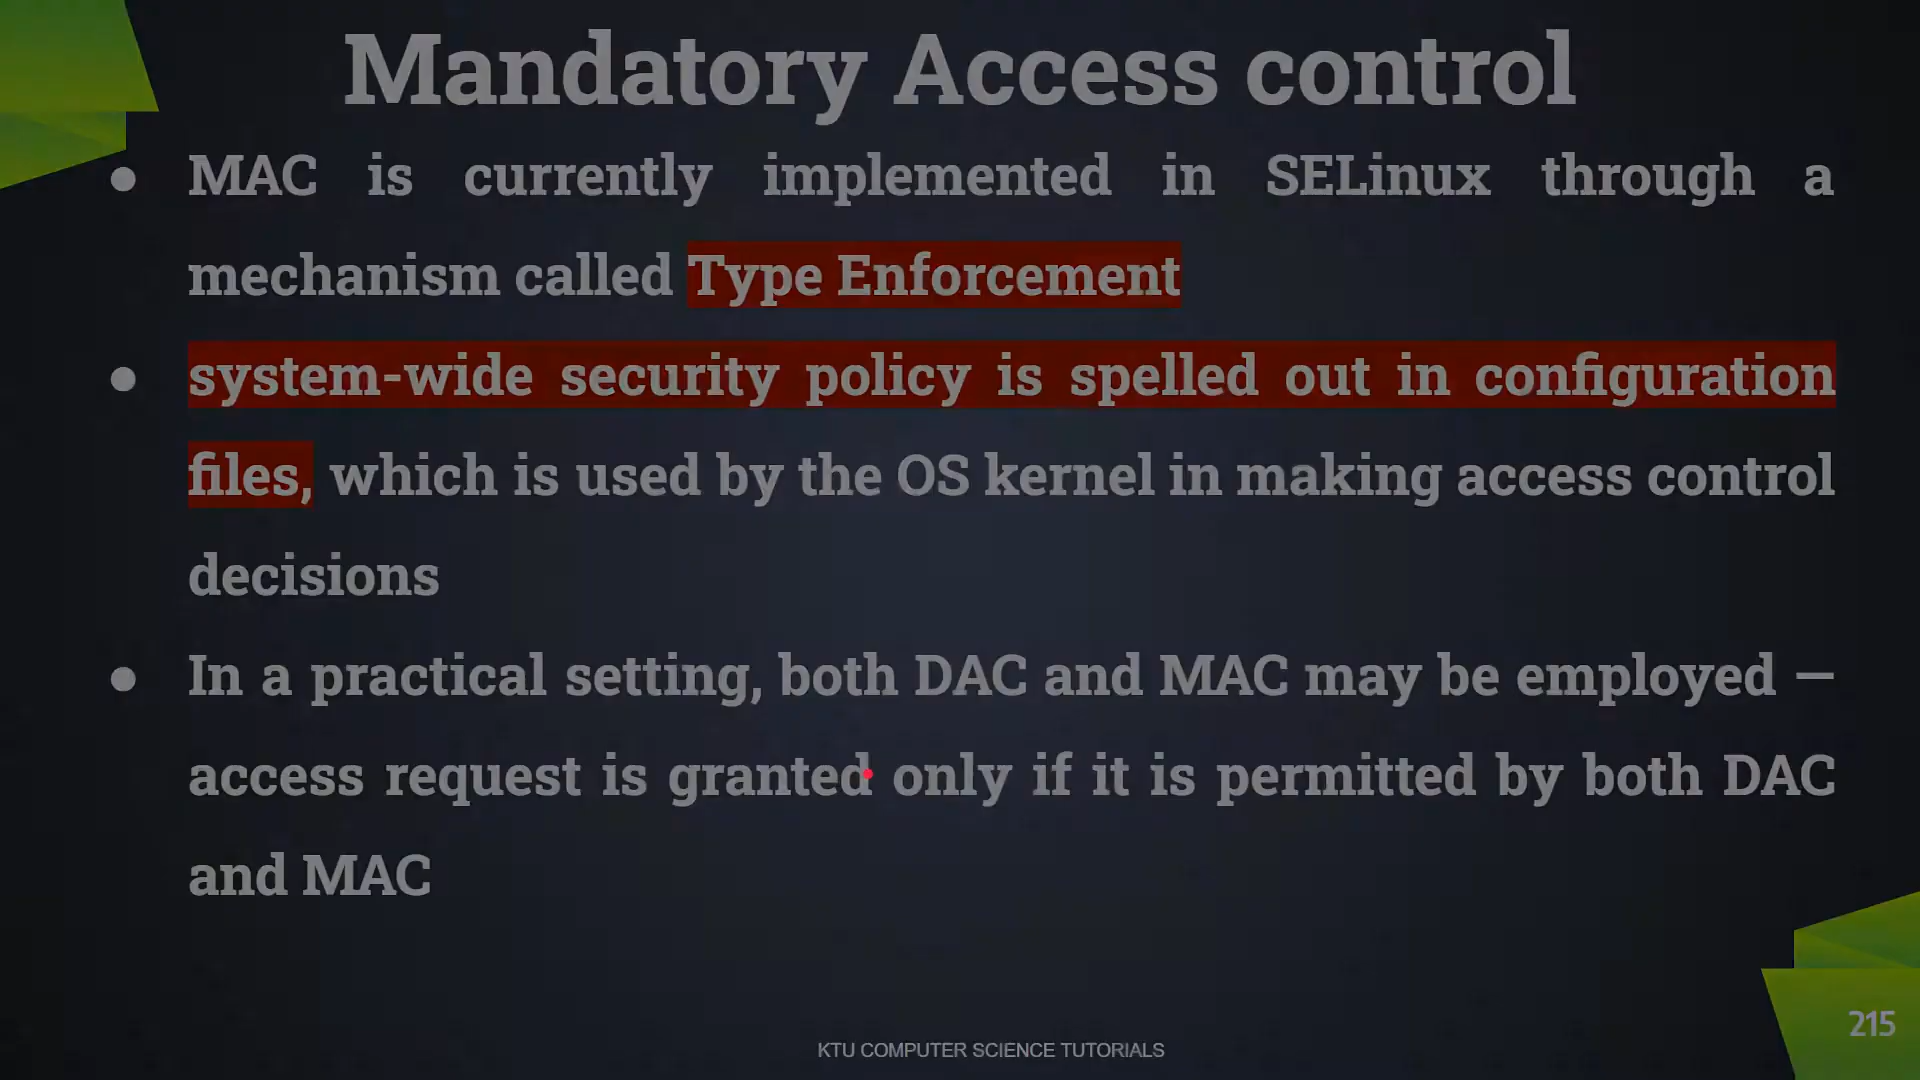 Mandatory Access control
● MAC is currently implemented in SELinux through a
mechanism called Type Enforcement
● system-wide security policy is spelled out in configuration
files, which is used by the OS kernel in making access control
decisions
● In a practical setting, both DAC and MAC may be employed —
access request is granted only if it is permitted by both DAC
and MAC
215
KTU COMPUTER SCIENCE TUTORIALS